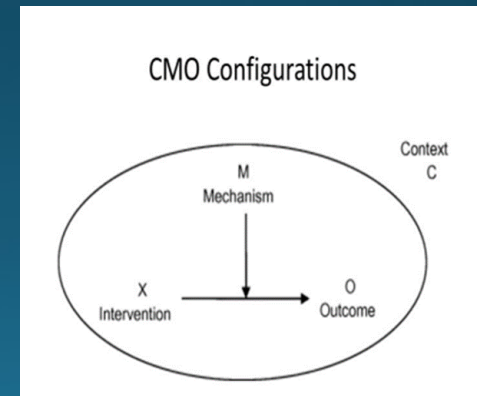 CMO Configurations
Context
C
M
Mechanism
X
Intervention
O
Outcome